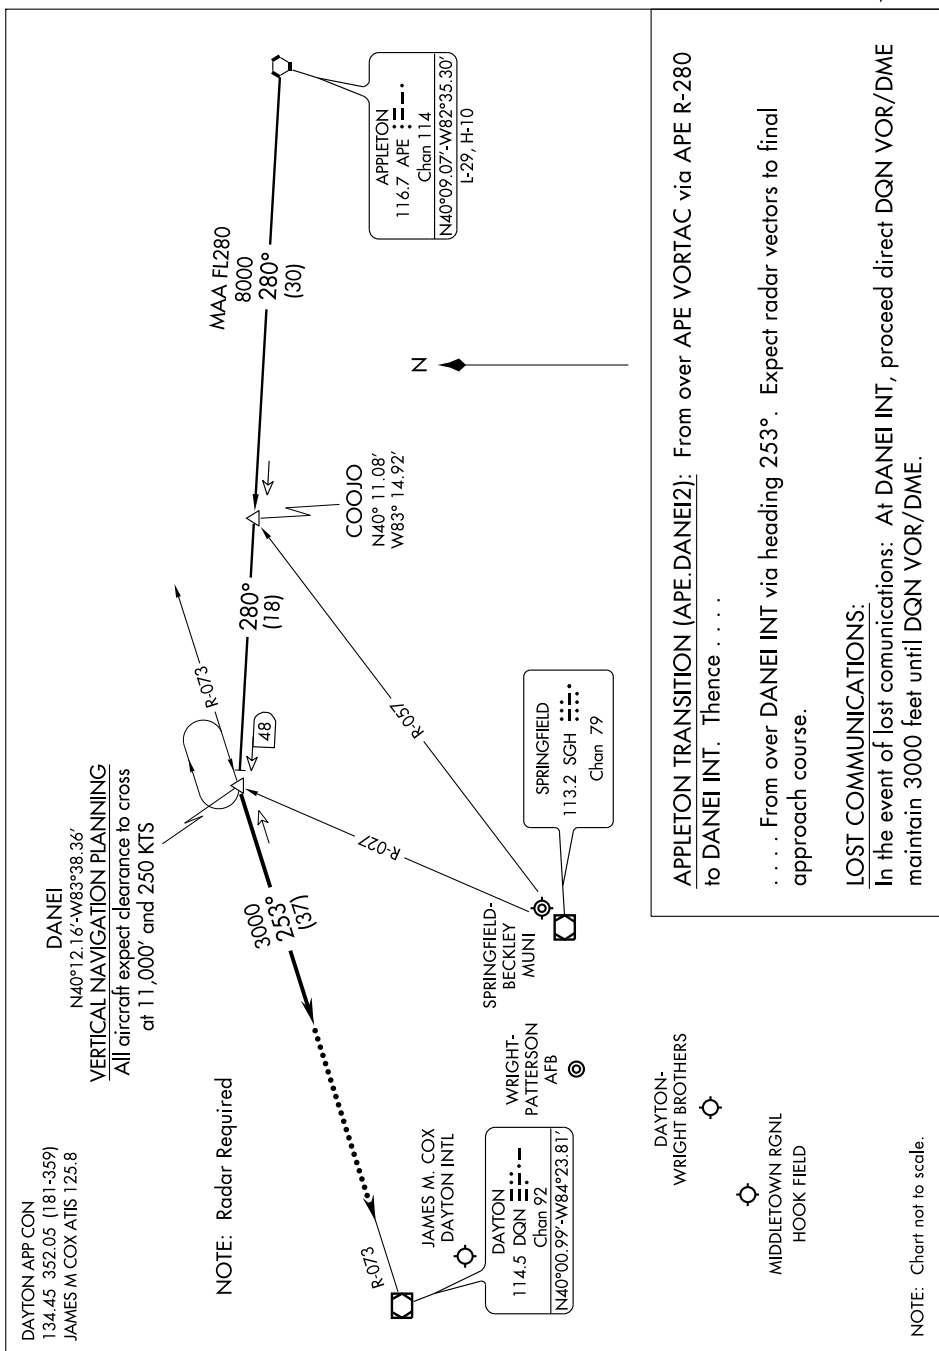 DAYTON APP CON
134.45 352.05 (181-359)
JAMES M COX ATIS 125.8
NOTE: Radar Required
DANEI
N40°12.16'-W83°38.36'
VERTICAL NAVIGATION PLANNING
All aircraft expect clearance to cross
at 11,000' and 250 KTS
R-073
48
3000
253°
(37)
280°
(18)
MAA FL280
8000
280°
(30)
COOJO
N40° 11.08'
W83° 14.92'
APPLETON
116.7 APE
Chan 114
N40°09.07'-W82°35.30'
L-29, H-10
N
R-057
R-027
R-073
JAMES M. COX
DAYTON INTL
DAYTON
114.5 DQN
Chan 92
N40°00.99'-W84°23.81'
WRIGHT-
PATTERSON
AFB
SPRINGFIELD-
BECKLEY
MUNI
SPRINGFIELD
113.2 SGH
Chan 79
DAYTON-
WRIGHT BROTHERS
MIDDLETOWN RGNL
HOOK FIELD
NOTE: Chart not to scale.
APPLETON TRANSITION (APE.DANEI2): From over APE VORTAC via APE R-280
to DANEI INT. Thence . . . .
. . . . From over DANEI INT via heading 253°. Expect radar vectors to final
approach course.
LOST COMMUNICATIONS:
In the event of lost comunications: At DANEI INT, proceed direct DQN VOR/DME
maintain 3000 feet until DQN VOR/DME.